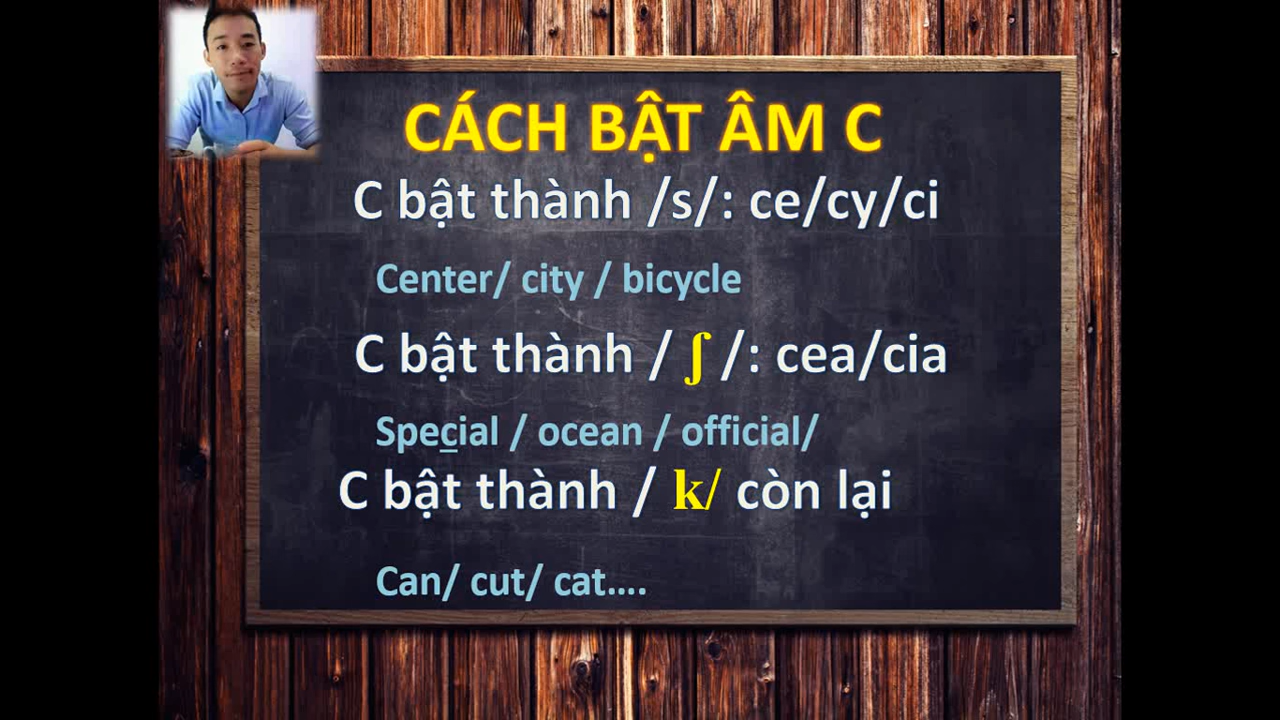 CÁCH BẬT ÂM C
C bật thành /s/: ce/cy/ci
Center/ city / bicycle
C bật thành / ʃ /: cea/cia
Special / ocean / official/
C bật thành / k/ còn lại
Can/ cut/ cat....